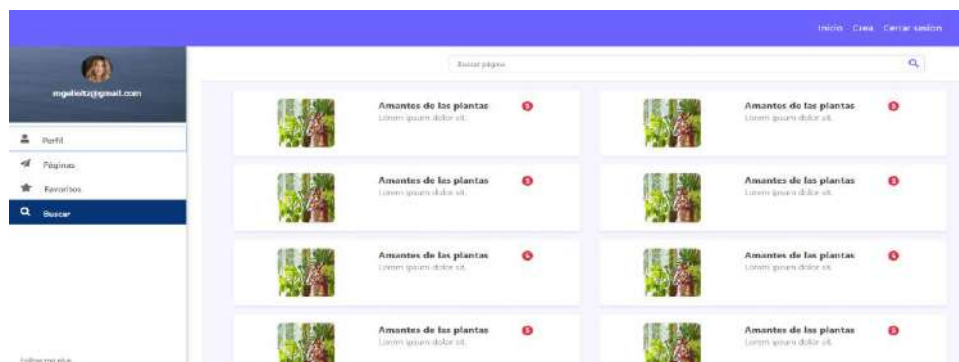 Inicio Crea Cerrar sesion
Buscar página
Perfil
Páginas
Favoritos
Buscar
Amantes de las plantas
Lorem ipsum dolor sit.
Amantes de las plantas
Lorem ipsum dolor sit.
Amantes de las plantas
Lorem ipsum dolor sit.
Amantes de las plantas
Lorem ipsum dolor sit.
Amantes de las plantas
Lorem ipsum dolor sit.
Amantes de las plantas
Lorem ipsum dolor sit.
Amantes de las plantas
Lorem ipsum dolor sit.
Amantes de las plantas
Lorem ipsum dolor sit.